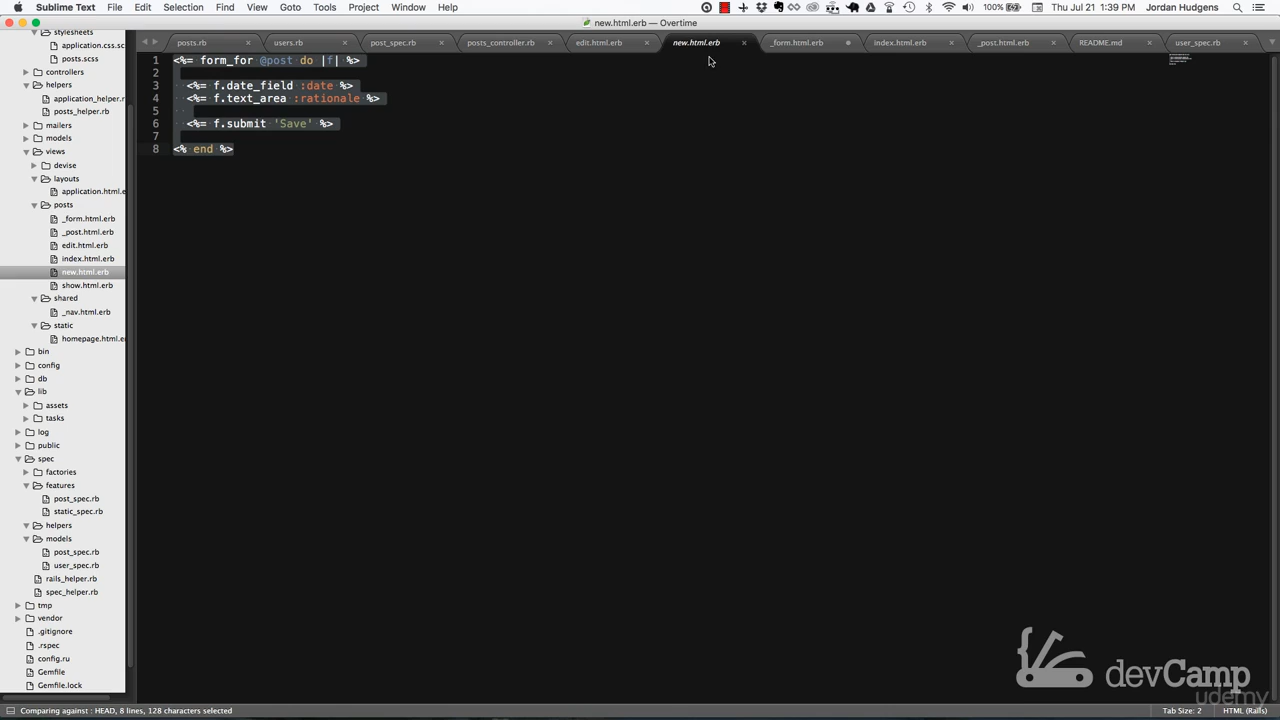 Sublime Text File Edit Selection Find View Goto Tools Project Window Help 100% Thu Jul 21 1:39 PM Jordan Hudgens
new.html.erb — Overtime
posts.rb users.rb post_spec.rb posts_controller.rb edit.html.erb new.html.erb _form.html.erb index.html.erb _post.html.erb README.md user_spec.rb
stylesheets
application.css.sc
posts.scss
controllers
helpers
application_helper.r
posts_helper.rb
mailers
models
views
devise
layouts
application.html.e
posts
_form.html.erb
_post.html.erb
edit.html.erb
index.html.erb
new.html.erb
show.html.erb
shared
_nav.html.erb
static
homepage.html.er
bin
config
db
lib
assets
tasks
log
public
spec
factories
features
post_spec.rb
static_spec.rb
helpers
models
post_spec.rb
user_spec.rb
rails_helper.rb
spec_helper.rb
tmp
vendor
.gitignore
.rspec
config.ru
Gemfile
Gemfile.lock
1 <%= form_for @post do |f| %>
2
3 <%= f.date_field :date %>
4 <%= f.text_area :rationale %>
5
6 <%= f.submit 'Save' %>
7
8 <% end %>
devCamp
udemy
Comparing against : HEAD, 8 lines, 128 characters selected Tab Size: 2 HTML (Rails)